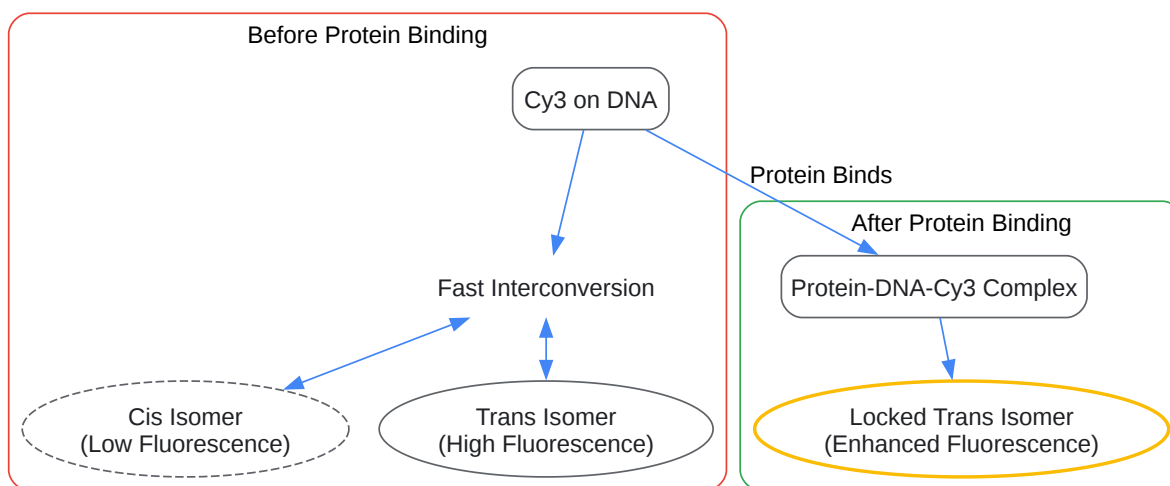 Before Protein Binding
Cy3 on DNA
Protein Binds
After Protein Binding
Fast Interconversion
Protein-DNA-Cy3 Complex
Cis Isomer
(Low Fluorescence)
Trans Isomer
(High Fluorescence)
Locked Trans Isomer
(Enhanced Fluorescence)